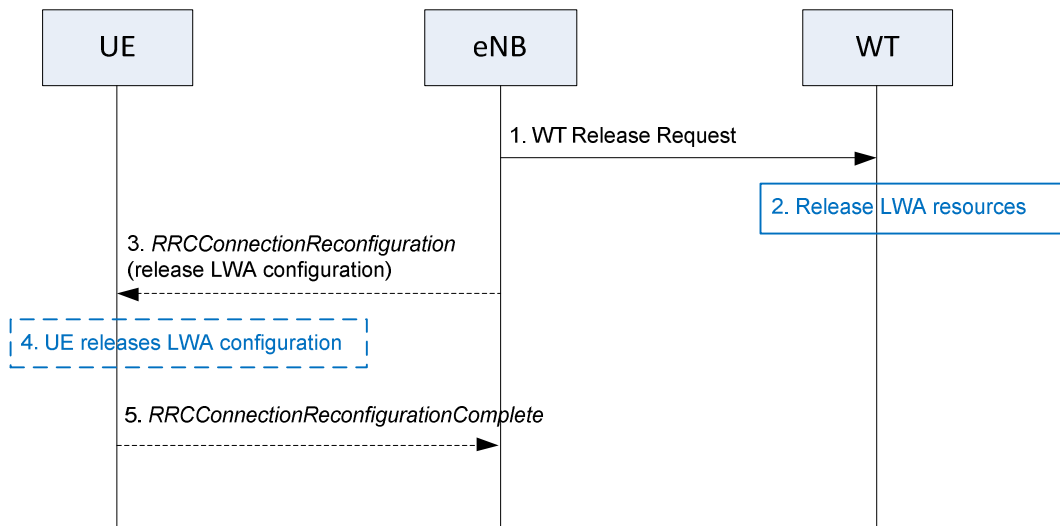 UE
eNB
WT
1. WT Release Request
2. Release LWA resources
3. RRCConnectionReconfiguration
(release LWA configuration)
4. UE releases LWA configuration
5. RRCConnectionReconfigurationComplete